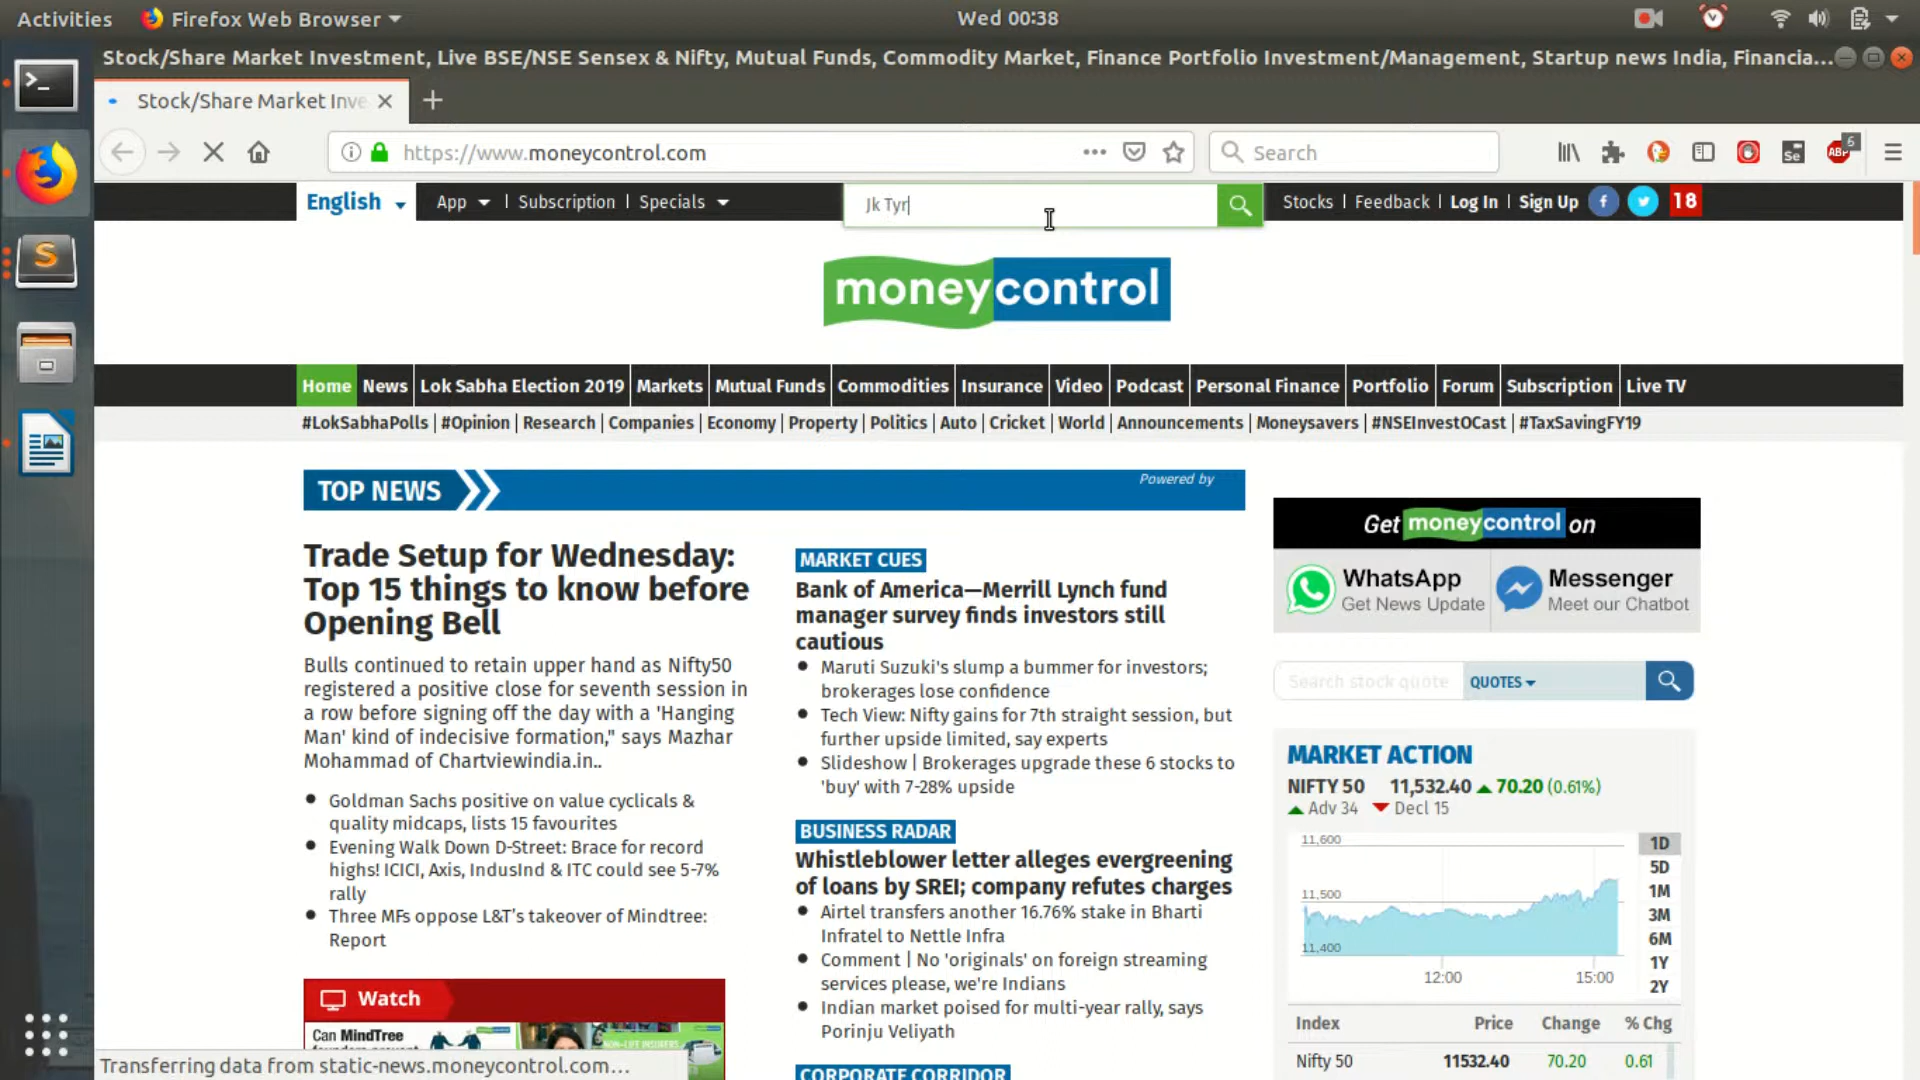 Activities
Firefox Web Browser
Wed 00:38
Stock/Share Market Investment, Live BSE/NSE Sensex & Nifty, Mutual Funds, Commodity Market, Finance Portfolio Investment/Management, Startup news India, Financia...
Stock/Share Market Inve
https://www.moneycontrol.com
Search
Se
ABP
6
English
App | Subscription | Specials
Jk Tyr
Stocks | Feedback | Log In | Sign Up
18
moneycontrol
Home News Lok Sabha Election 2019 Markets Mutual Funds Commodities Insurance Video Podcast Personal Finance Portfolio Forum Subscription Live TV
#LokSabhaPolls | #Opinion | Research | Companies | Economy | Property | Politics | Auto | Cricket | World | Announcements | Moneysavers | #NSEInvestOCast | #TaxSavingFY19
TOP NEWS
Powered by
Trade Setup for Wednesday:
Top 15 things to know before
Opening Bell
Bulls continued to retain upper hand as Nifty50
registered a positive close for seventh session in
a row before signing off the day with a 'Hanging
Man' kind of indecisive formation," says Mazhar
Mohammad of Chartviewindia.in..
Goldman Sachs positive on value cyclicals &
quality midcaps, lists 15 favourites
Evening Walk Down D-Street: Brace for record
highs! ICICI, Axis, IndusInd & ITC could see 5-7%
rally
Three MFs oppose L&T's takeover of Mindtree:
Report
Watch
Can MindTree
MARKET CUES
Bank of America—Merrill Lynch fund
manager survey finds investors still
cautious
Maruti Suzuki's slump a bummer for investors;
brokerages lose confidence
Tech View: Nifty gains for 7th straight session, but
further upside limited, say experts
Slideshow | Brokerages upgrade these 6 stocks to
'buy' with 7-28% upside
BUSINESS RADAR
Whistleblower letter alleges evergreening
of loans by SREI; company refutes charges
Airtel transfers another 16.76% stake in Bharti
Infratel to Nettle Infra
Comment | No 'originals' on foreign streaming
services please, we're Indians
Indian market poised for multi-year rally, says
Porinju Veliyath
CORPORATE CORRIDOR
Get moneycontrol on
WhatsApp
Get News Update
Messenger
Meet our Chatbot
Search stock quote
QUOTES
MARKET ACTION
NIFTY 50 11,532.40 70.20 (0.61%)
Adv 34 Decl 15
11,600
11,500
11,400
12:00 15:00
1D
5D
1M
3M
6M
1Y
2Y
Index Price Change % Chg
Nifty 50 11532.40 70.20 0.61
Transferring data from static-news.moneycontrol.com...